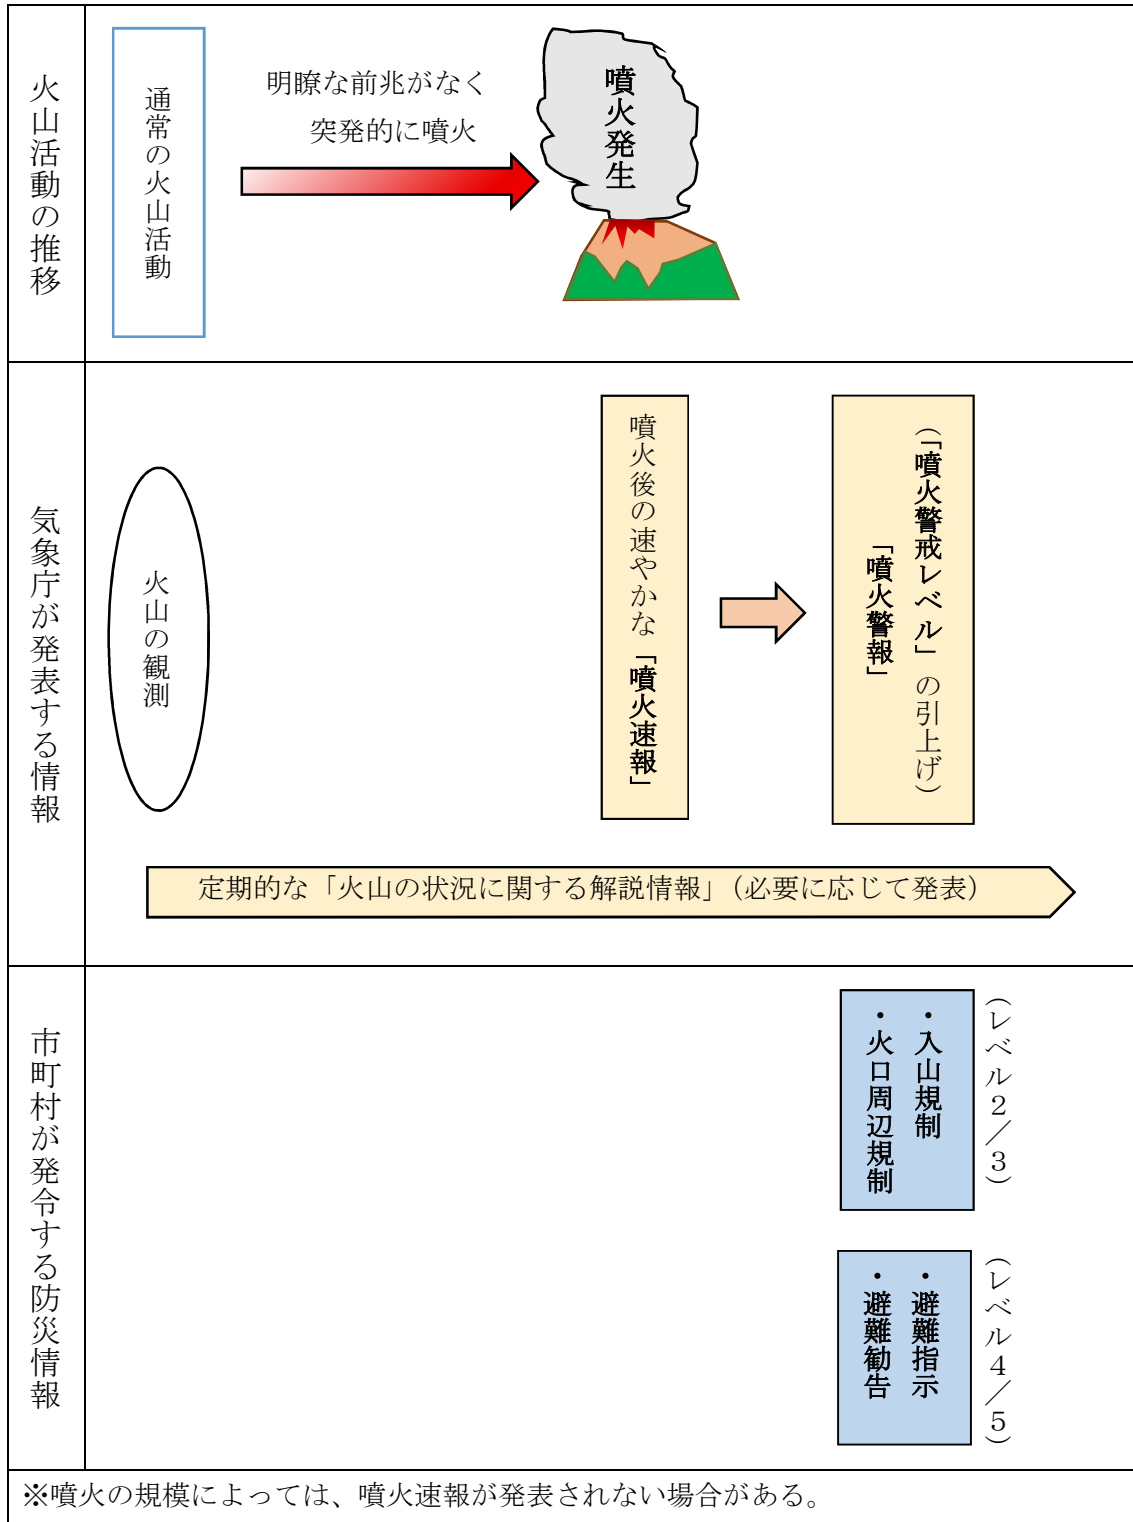 火山活動の推移
通常の火山活動
明瞭な前兆がなく
突発的に噴火
噴火発生
気象庁が発表する情報
火山の観測
噴火後の速やかな「噴火速報」
（「噴火警戒レベル」の引上げ）
「噴火警報」
定期的な「火山の状況に関する解説情報」（必要に応じて発表）
市町村が発令する防災情報
（レベル２／３）
・入山規制
・火口周辺規制
（レベル４／５）
・避難指示
・避難勧告
※噴火の規模によっては、噴火速報が発表されない場合がある。